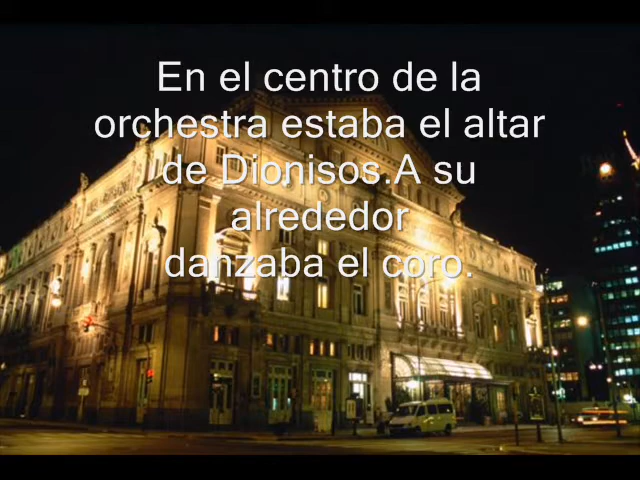 En el centro de la
orchestra estaba el altar
de Dionisos.A su
alrededor
danzaba el coro.